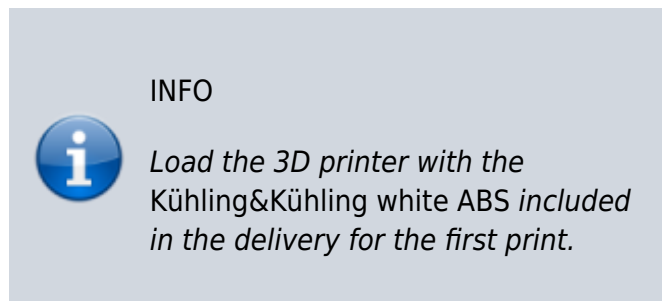 INFO
Load the 3D printer with the
Kühling&Kühling white ABS included
in the delivery for the first print.